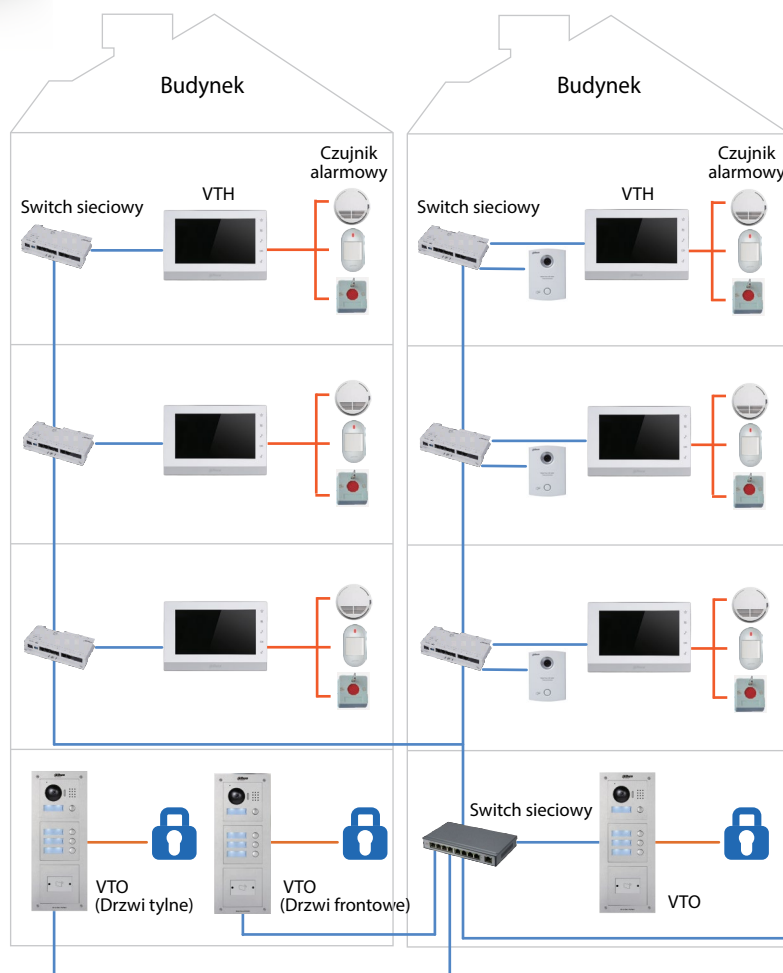 Budynek
Budynek
Czujnik
alarmowy
VTH
Switch sieciowy
Czujnik
alarmowy
VTH
Switch sieciowy
Switch sieciowy
VTO
(Drzwi tylne)
VTO
(Drzwi frontowe)
VTO